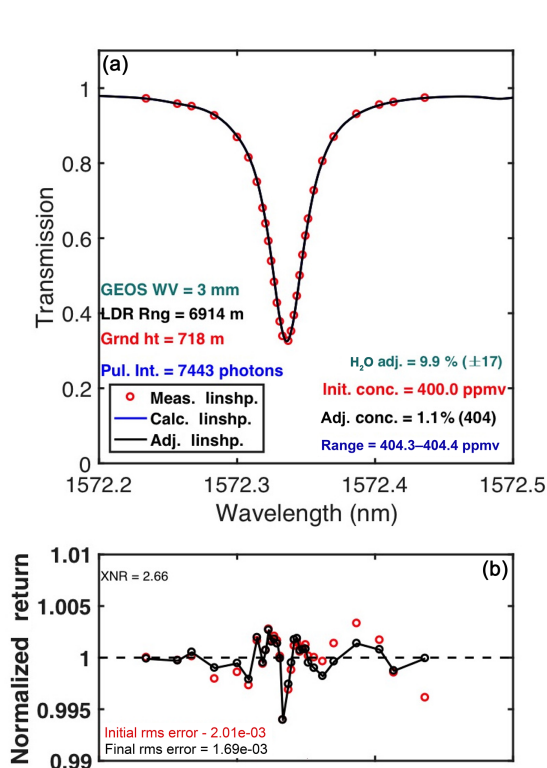 (a)
1
0.8
0.6
0.4
0.2
0
Transmission
GEOS WV = 3 mm
LDR Rng = 6914 m
Grnd ht = 718 m
Pul. Int. = 7443 photons
Meas. linshp.
Calc. linshp.
Adj. linshp.
H2O adj. = 9.9 % (±17)
Init. conc. = 400.0 ppmv
Adj. conc. = 1.1% (404)
Range = 404.3–404.4 ppmv
1572.2 1572.3 1572.4 1572.5
Wavelength (nm)
(b)
XNR = 2.66
1.01
1.005
1
0.995
0.99
Normalized return
Initial rms error - 2.01e-03
Final rms error = 1.69e-03